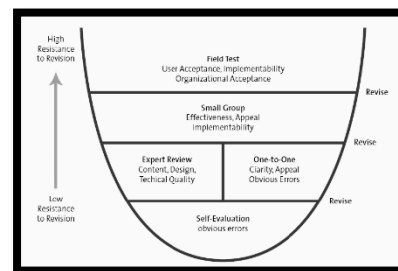 High
Resistance
to Revision
Low
Resistance
to Revision
Field Test
User Acceptance, Implementability
Organizational Acceptance
Revise
Small Group
Effectiveness, Appeal
Implementability
Revise
Expert Review
Content, Design,
Techical Quality
One-to-One
Clarity, Appeal
Obvious Errors
Revise
Self-Evaluation
obvious errors